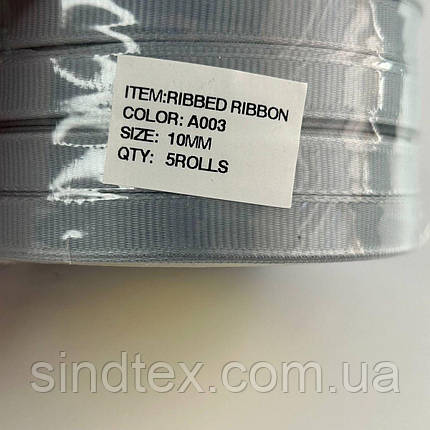 ITEM:RIBBED RIBBON
COLOR: A003
SIZE: 10MM
QTY: 5ROLLS
sindtex.com.ua